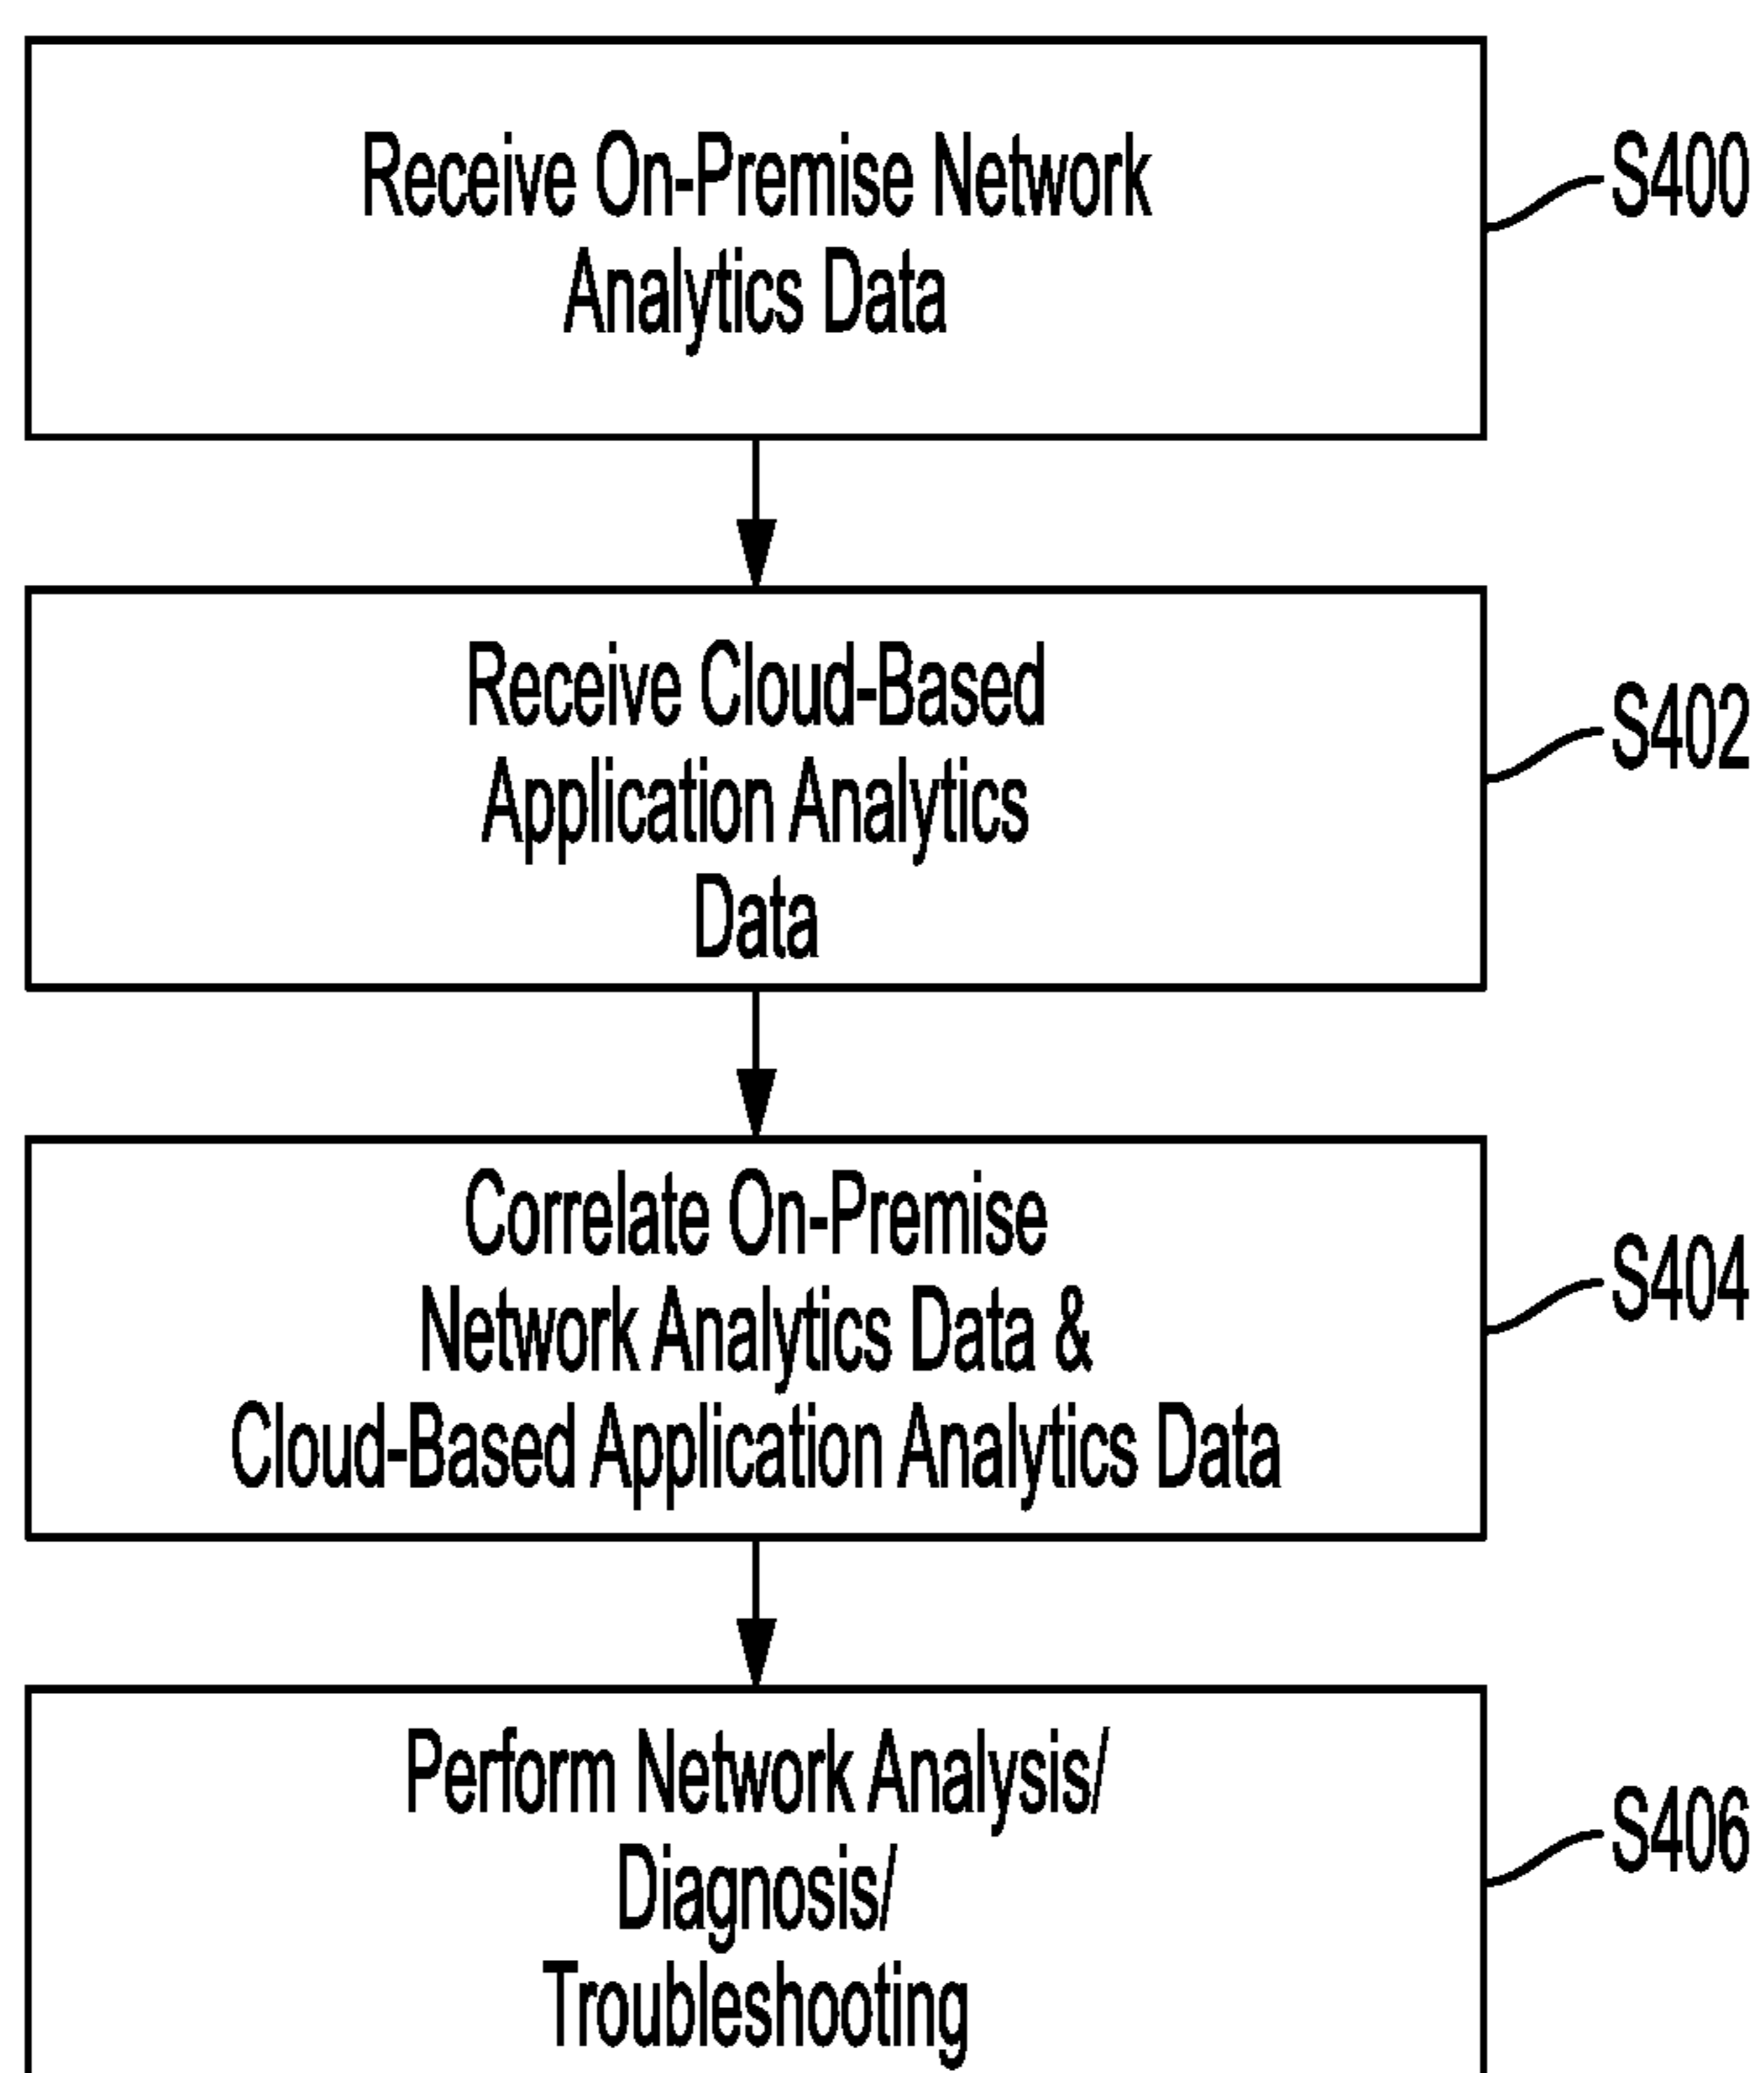 Receive On-Premise Network
Analytics Data
S400
Receive Cloud-Based
Application Analytics
Data
S402
Correlate On-Premise
Network Analytics Data &
Cloud-Based Application Analytics Data
S404
Perform Network Analysis/
Diagnosis/
Troubleshooting
S406